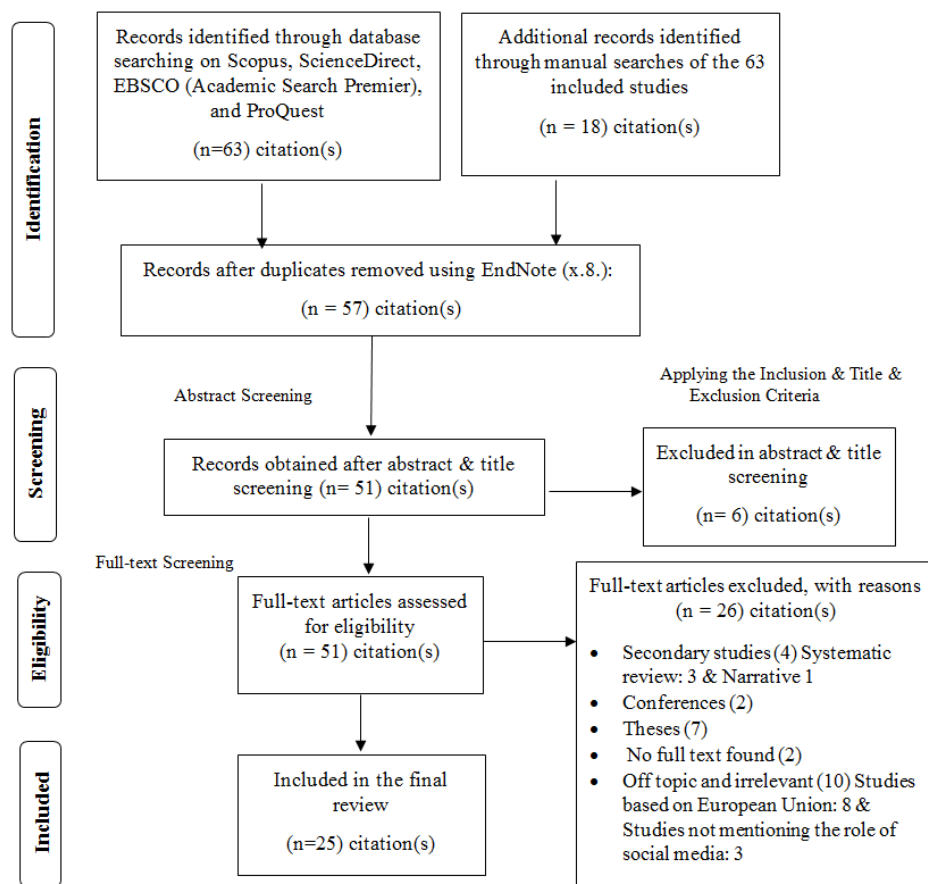 Identification
Records identified through database
searching on Scopus, ScienceDirect,
EBSCO (Academic Search Premier),
and ProQuest
(n=63) citation(s)
Additional records identified
through manual searches of the 63
included studies
(n = 18) citation(s)
Records after duplicates removed using EndNote (x.8.):
(n = 57) citation(s)
Screening
Abstract Screening
Applying the Inclusion & Title &
Exclusion Criteria
Records obtained after abstract & title
screening (n= 51) citation(s)
Excluded in abstract & title
screening
(n= 6) citation(s)
Full-text Screening
Eligibility
Full-text articles assessed
for eligibility
(n = 51) citation(s)
Full-text articles excluded, with reasons
(n = 26) citation(s)
• Secondary studies (4) Systematic
review: 3 & Narrative 1
• Conferences (2)
• Theses (7)
• No full text found (2)
• Off topic and irrelevant (10) Studies
based on European Union: 8 &
Studies not mentioning the role of
social media: 3
Included
Included in the final
review
(n=25) citation(s)